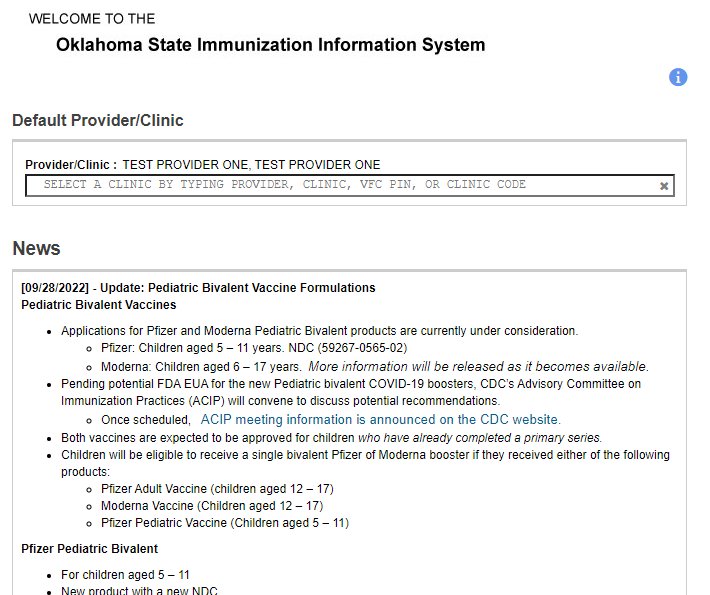 WELCOME TO THE
Oklahoma State Immunization Information System
i
Default Provider/Clinic
Provider/Clinic : TEST PROVIDER ONE, TEST PROVIDER ONE
SELECT A CLINIC BY TYPING PROVIDER, CLINIC, VFC PIN, OR CLINIC CODE
News
[09/28/2022] - Update: Pediatric Bivalent Vaccine Formulations
Pediatric Bivalent Vaccines
Applications for Pfizer and Moderna Pediatric Bivalent products are currently under consideration.
Pfizer: Children aged 5 – 11 years. NDC (59267-0565-02)
Moderna: Children aged 6 – 17 years. More information will be released as it becomes available.
Pending potential FDA EUA for the new Pediatric bivalent COVID-19 boosters, CDC's Advisory Committee on
Immunization Practices (ACIP) will convene to discuss potential recommendations.
Once scheduled, ACIP meeting information is announced on the CDC website.
Both vaccines are expected to be approved for children who have already completed a primary series.
Children will be eligible to receive a single bivalent Pfizer of Moderna booster if they received either of the following
products:
Pfizer Adult Vaccine (children aged 12 – 17)
Moderna Vaccine (Children aged 12 – 17)
Pfizer Pediatric Vaccine (Children aged 5 – 11)
Pfizer Pediatric Bivalent
For children aged 5 – 11
New product with a new NDC